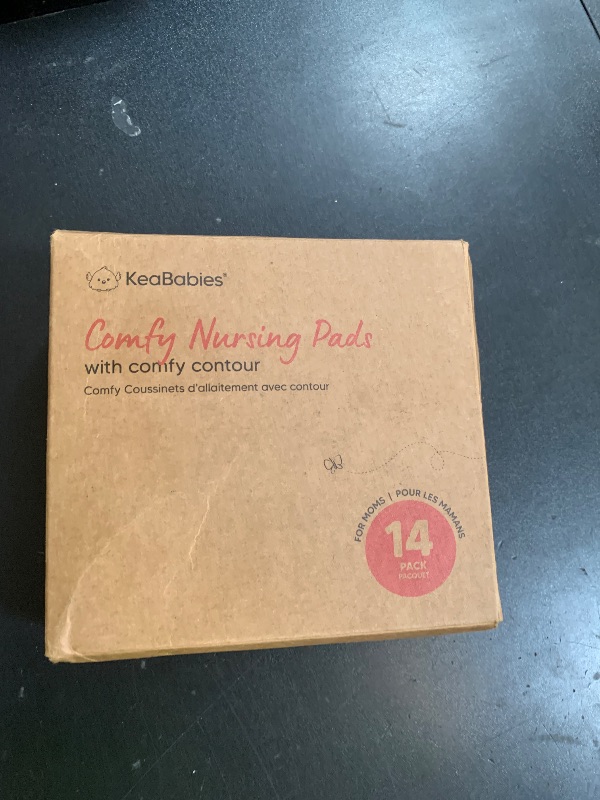 KeaBabies®
Comfy Nursing Pads
with comfy contour
Comfy Coussinets d'allaitement avec contour
FOR MOMS | POUR LES MAMANS
14
PACK
PACQUET